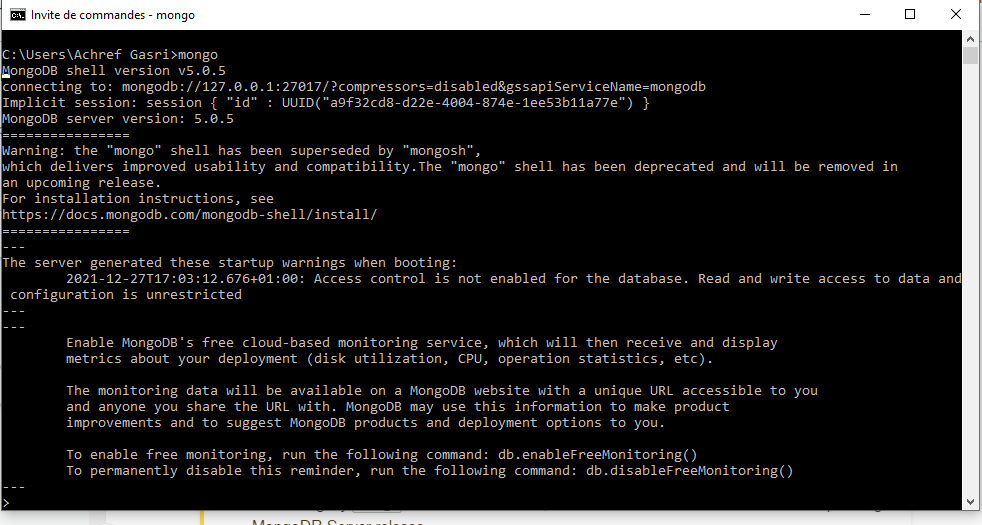 Invite de commandes - mongo
C:\Users\Achref Gasri>mongo
MongoDB shell version v5.0.5
connecting to: mongodb://127.0.0.1:27017/?compressors=disabled&gssapiServiceName=mongodb
Implicit session: session { "id" : UUID("a9f32cd8-d22e-4004-874e-1ee53b11a77e") }
MongoDB server version: 5.0.5
================
Warning: the "mongo" shell has been superseded by "mongosh",
which delivers improved usability and compatibility.The "mongo" shell has been deprecated and will be removed in
an upcoming release.
For installation instructions, see
https://docs.mongodb.com/mongodb-shell/install/
================
---
The server generated these startup warnings when booting:
2021-12-27T17:03:12.676+01:00: Access control is not enabled for the database. Read and write access to data and
configuration is unrestricted
---
---
Enable MongoDB's free cloud-based monitoring service, which will then receive and display
metrics about your deployment (disk utilization, CPU, operation statistics, etc).
The monitoring data will be available on a MongoDB website with a unique URL accessible to you
and anyone you share the URL with. MongoDB may use this information to make product
improvements and to suggest MongoDB products and deployment options to you.
To enable free monitoring, run the following command: db.enableFreeMonitoring()
To permanently disable this reminder, run the following command: db.disableFreeMonitoring()
---
>
MongoDB Server release